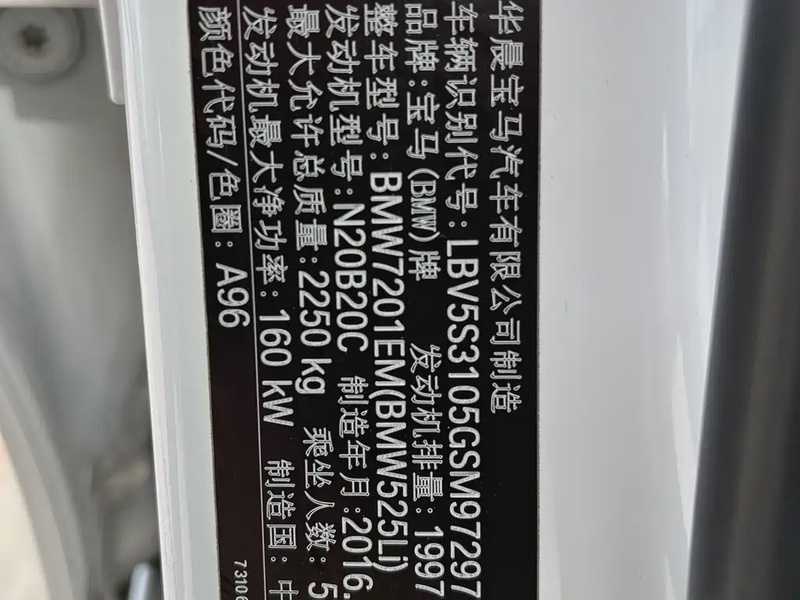 华晨宝马汽车有限公司制造
车辆识别代号:LBV5S3105GSM97297
品牌:宝马(BMW)牌 发动机排量:1997
整车型号:BMW7201EM(BMW525Li)
发动机型号:N20B20C 制造年月:2016.
最大允许总质量:2250 kg 乘坐人数:5
发动机最大净功率:160 kW 制造国:中
颜色代码/色圈:A96
73106